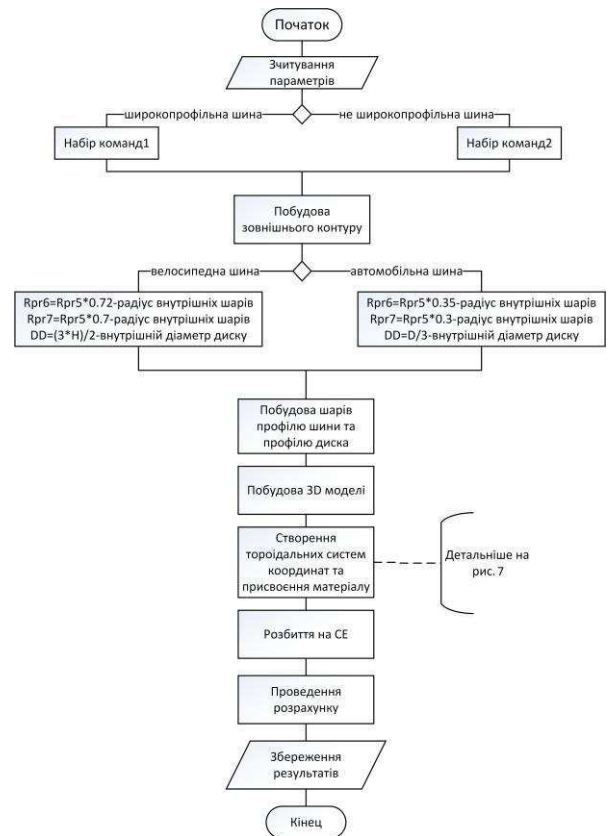 Початок
Зчитування
параметрів
широкопрофільна шина
не широкопрофільна шина
Набір команд1
Набір команд2
Побудова
зовнішнього контуру
велосипедна шина
автомобільна шина
Rpr6=Rpr5*0.72-радіус внутрішніх шарів
Rpr7=Rpr5*0.7-радіус внутрішніх шарів
DD=(3*H)/2-внутрішній діаметр диску
Rpr6=Rpr5*0.35-радіус внутрішніх шарів
Rpr7=Rpr5*0.3-радіус внутрішніх шарів
DD=D/3-внутрішній діаметр диску
Побудова шарів
профілю шини та
профілю диска
Побудова 3D моделі
Створення
тороїдальних систем
координат та
присвоєння матеріалу
Детальніше на
рис. 7
Розбиття на СЕ
Проведення
розрахунку
Збереження
результатів
Кінец